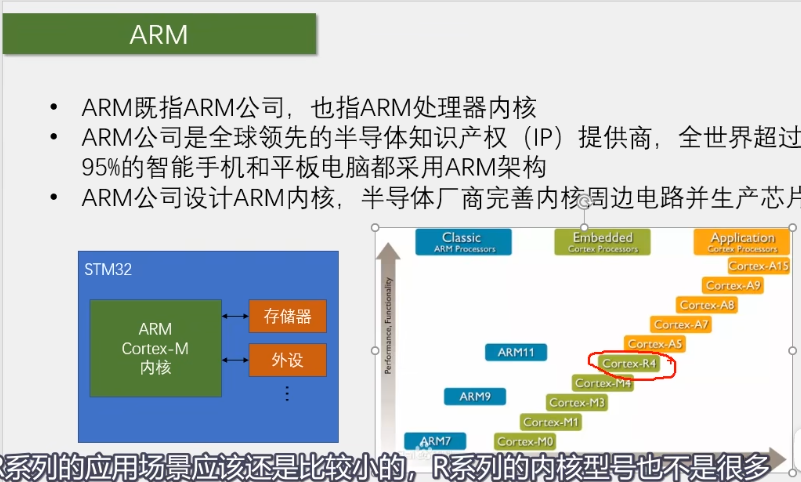 ARM
• ARM既指ARM公司，也指ARM处理器内核
• ARM公司是全球领先的半导体知识产权（IP）提供商，全世界超过
95%的智能手机和平板电脑都采用ARM架构
• ARM公司设计ARM内核，半导体厂商完善内核周边电路并生产芯片
STM32
ARM
Cortex-M
内核
存储器
外设
Classic
ARM Processors
Embedded
Cortex Processors
Application
Cortex Processors
Performance, Functionality
Cortex-A15
Cortex-A9
Cortex-A8
Cortex-A7
Cortex-A5
ARM11
Cortex-R4
Cortex-M4
ARM9
Cortex-M3
Cortex-M1
ARM7
Cortex-M0
R系列的应用场景应该还是比较小的，R系列的内核型号也不是很多